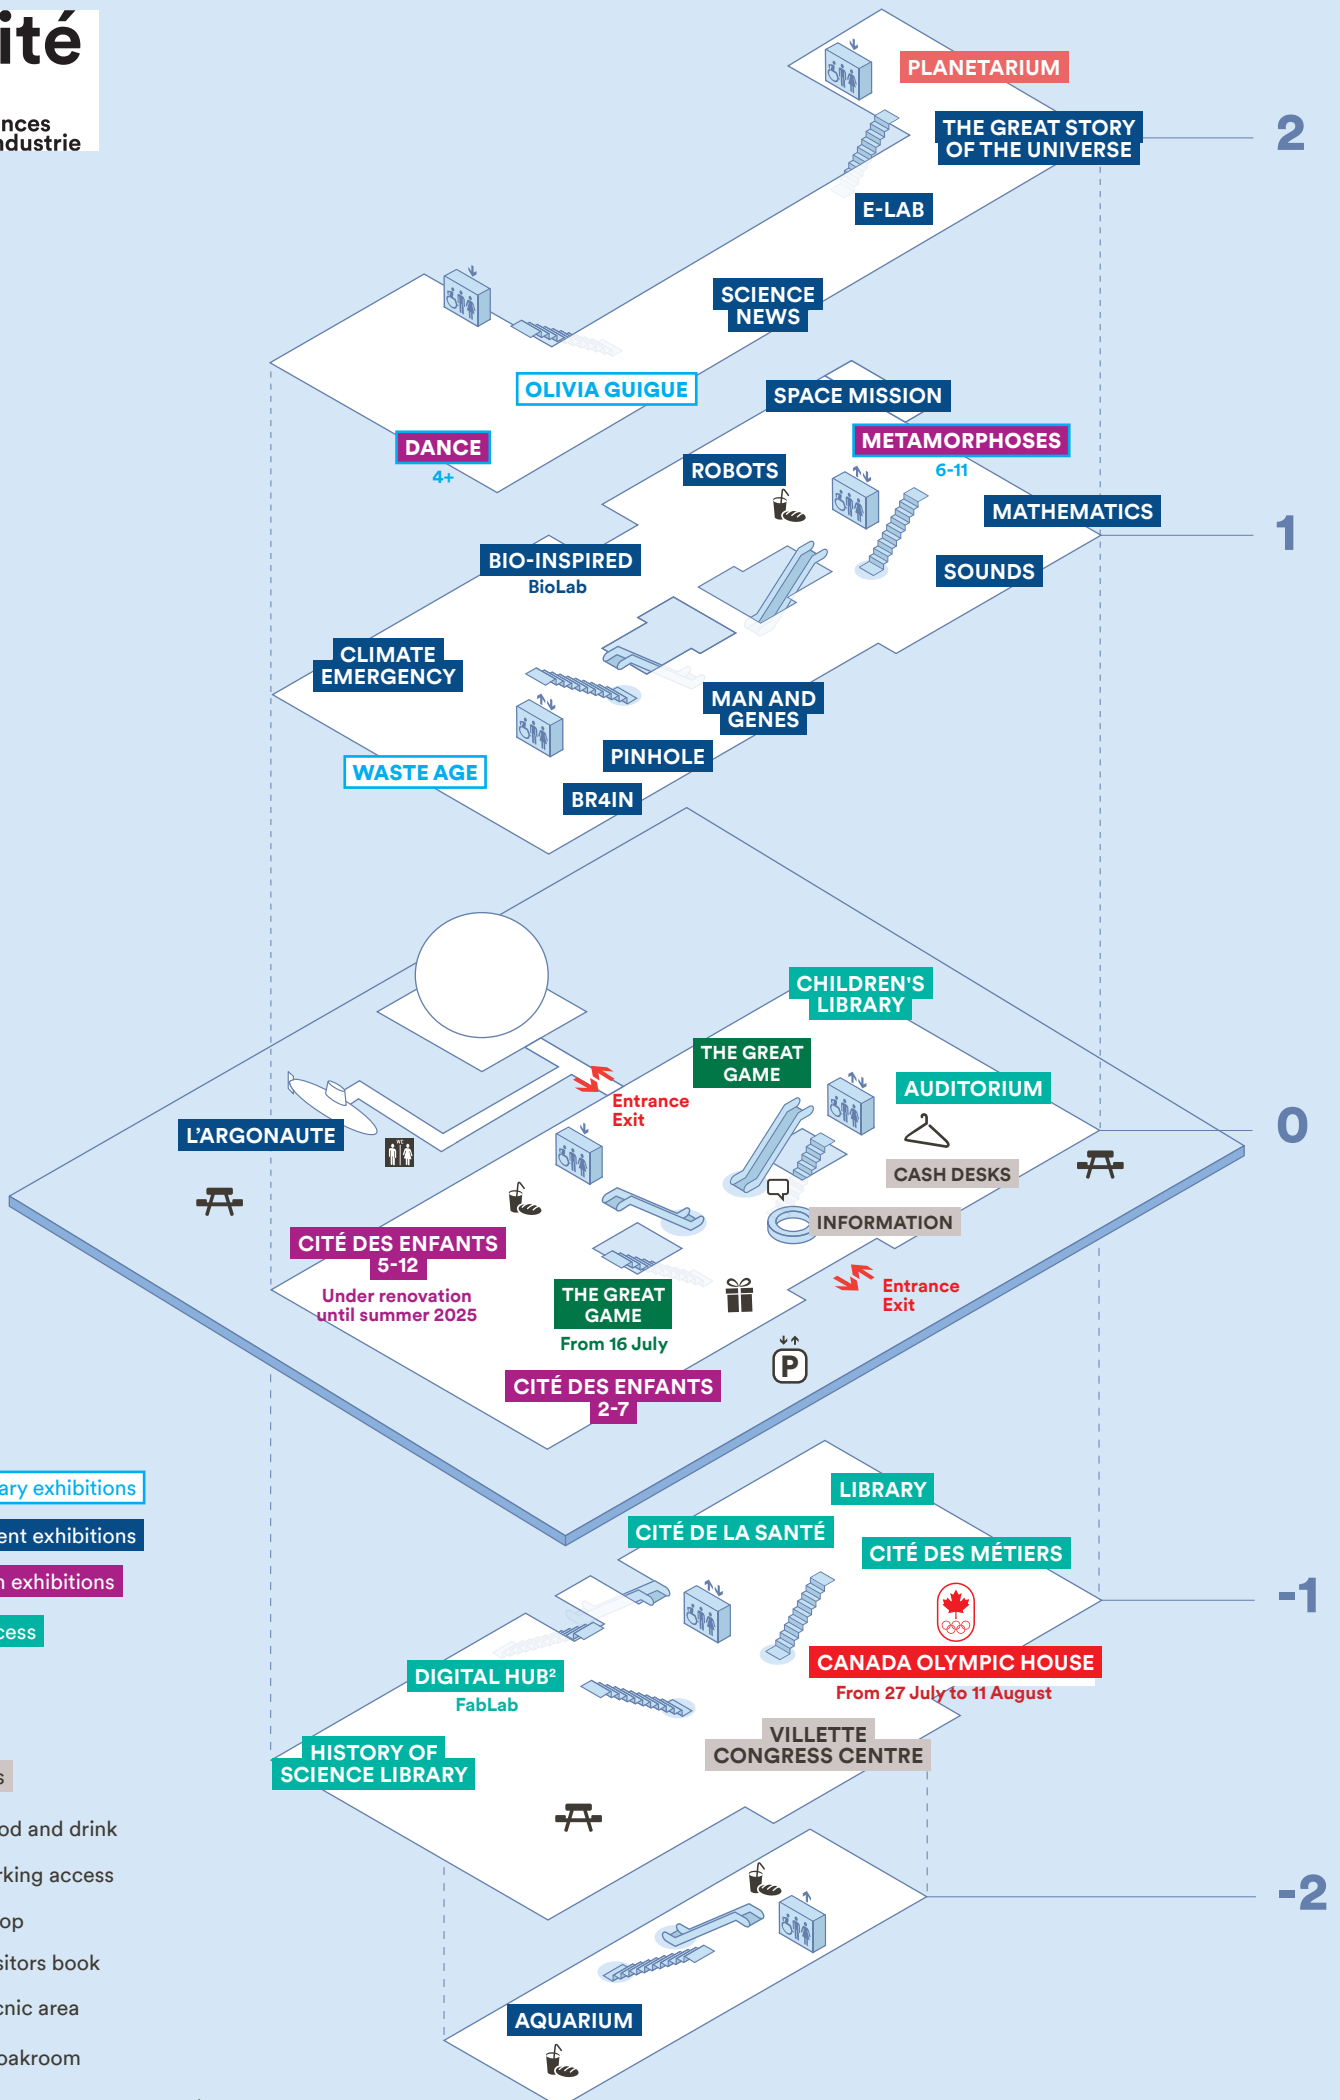 ité
nces
ndustrie
PLANETARIUM
THE GREAT STORY
OF THE UNIVERSE
2
E-LAB
SCIENCE
NEWS
OLIVIA GUIGUE
DANCE
4+
SPACE MISSION
METAMORPHOSES
6-11
ROBOTS
MATHEMATICS
1
SOUNDS
BIO-INSPIRED
BioLab
CLIMATE
EMERGENCY
MAN AND
GENES
PINHOLE
WASTE AGE
BR4IN
CHILDREN'S
LIBRARY
THE GREAT
GAME
AUDITORIUM
Entrance
Exit
L'ARGONAUTE
WC
0
CASH DESKS
INFORMATION
CITÉ DES ENFANTS
5-12
Under renovation
until summer 2025
THE GREAT
GAME
From 16 July
Entrance
Exit
P
CITÉ DES ENFANTS
2-7
LIBRARY
CITÉ DE LA SANTÉ
CITÉ DES MÉTIERS
-1
CANADA OLYMPIC HOUSE
From 27 July to 11 August
DIGITAL HUB²
FabLab
VILLETTE
CONGRESS CENTRE
HISTORY OF
SCIENCE LIBRARY
-2
AQUARIUM
ary exhibitions
ent exhibitions
n exhibitions
cess
s
od and drink
rking access
op
sitors book
cnic area
oakroom